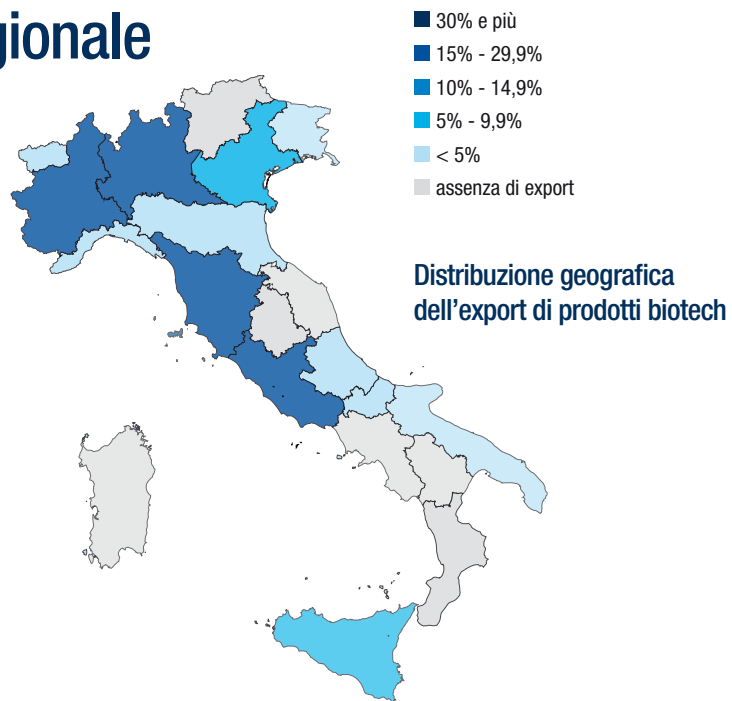 gionale
30% e più
15% - 29,9%
10% - 14,9%
5% - 9,9%
< 5%
assenza di export
Distribuzione geografica
dell'export di prodotti biotech